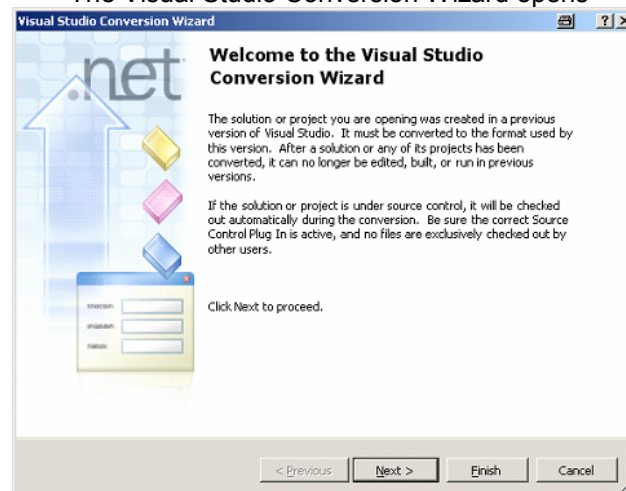 The Visual Studio Conversion Wizard opens
Visual Studio Conversion Wizard
.net
Welcome to the Visual Studio
Conversion Wizard
The solution or project you are opening was created in a previous
version of Visual Studio. It must be converted to the format used by
this version. After a solution or any of its projects has been
converted, it can no longer be edited, built, or run in previous
versions.
If the solution or project is under source control, it will be checked
out automatically during the conversion. Be sure the correct Source
Control Plug In is active, and no files are exclusively checked out by
other users.
Click Next to proceed.
< Previous Next > Finish Cancel